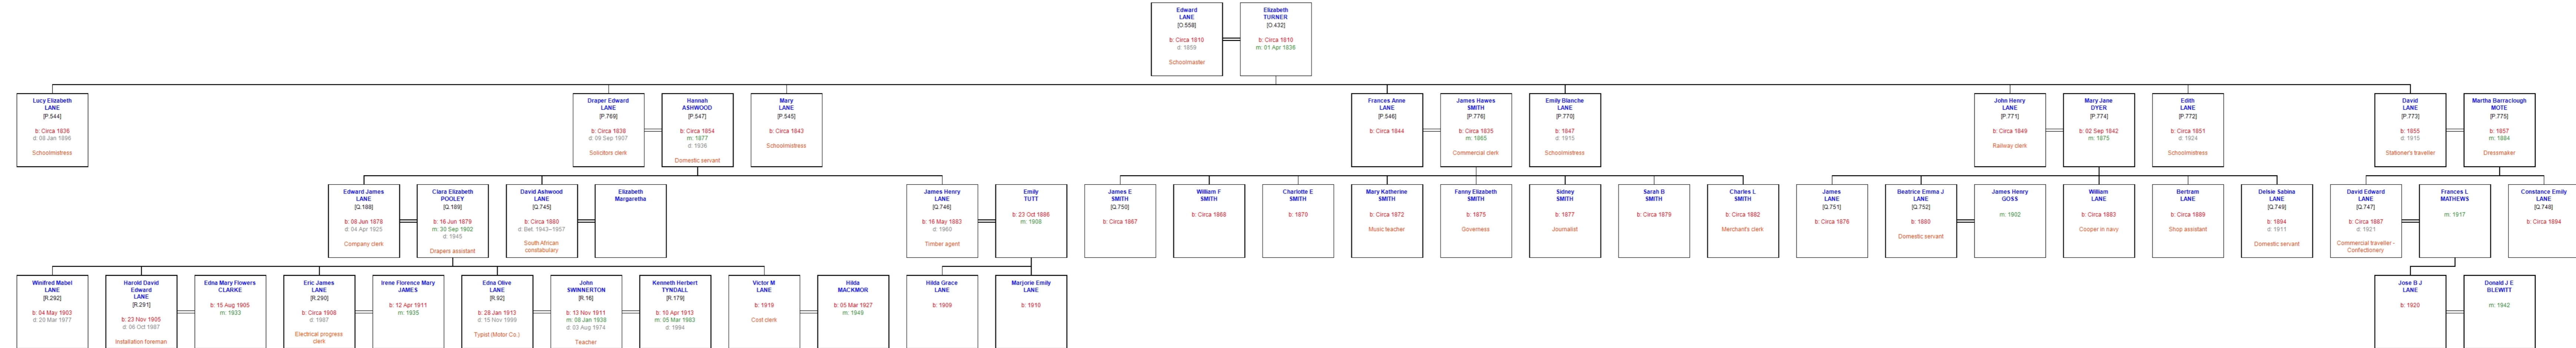 Edward
LANE
[O.558]
b: Circa 1810
d: 1859
Schoolmaster
Elizabeth
TURNER
[O.432]
b: Circa 1810
m: 01 Apr 1836
Lucy Elizabeth
LANE
[P.544]
b: Circa 1836
d: 08 Jan 1896
Schoolmistress
Draper Edward
LANE
[P.769]
b: Circa 1838
d: 09 Sep 1907
Solicitors clerk
Hannah
ASHWOOD
[P.547]
b: Circa 1854
m: 1877
d: 1936
Domestic servant
Mary
LANE
[P.545]
b: Circa 1843
Schoolmistress
Frances Anne
LANE
[P.546]
b: Circa 1844
James Hawes
SMITH
[P.776]
b: Circa 1835
m: 1865
Commercial clerk
Emily Blanche
LANE
[P.770]
b: 1847
d: 1915
Schoolmistress
John Henry
LANE
[P.771]
b: Circa 1849
Railway clerk
Mary Jane
DYER
[P.774]
b: 02 Sep 1842
m: 1875
Edith
LANE
[P.772]
b: Circa 1851
d: 1924
Schoolmistress
David
LANE
[P.773]
b: 1855
d: 1915
Stationer's traveller
Martha Barraclough
MOTE
[P.775]
b: 1857
m: 1884
Dressmaker
Edward James
LANE
[Q.188]
b: 08 Jun 1878
d: 04 Apr 1925
Company clerk
Clara Elizabeth
POOLEY
[Q.189]
b: 16 Jun 1879
m: 30 Sep 1902
d: 1945
Drapers assistant
David Ashwood
LANE
[Q.745]
b: Circa 1880
d: Bet. 1943–1957
South African
constabulary
Elizabeth
Margaretha
James Henry
LANE
[Q.746]
b: 16 May 1883
d: 1960
Timber agent
Emily
TUTT
b: 23 Oct 1886
m: 1908
James E
SMITH
[Q.750]
b: Circa 1867
William F
SMITH
b: Circa 1868
Charlotte E
SMITH
b: 1870
Mary Katherine
SMITH
b: Circa 1872
Music teacher
Fanny Elizabeth
SMITH
b: 1875
Governess
Sidney
SMITH
b: 1877
Journalist
Sarah B
SMITH
b: Circa 1879
Charles L
SMITH
b: Circa 1882
Merchant's clerk
James
LANE
[Q.751]
b: Circa 1876
Beatrice Emma J
LANE
[Q.752]
b: 1880
Domestic servant
James Henry
GOSS
m: 1902
William
LANE
b: Circa 1883
Cooper in navy
Bertram
LANE
b: Circa 1889
Shop assistant
Delsie Sabina
LANE
[Q.749]
b: 1894
d: 1911
Domestic servant
David Edward
LANE
[Q.747]
b: Circa 1887
d: 1921
Commercial traveller -
Confectionery
Frances L
MATHEWS
m: 1917
Constance Emily
LANE
[Q.748]
b: Circa 1894
Winifred Mabel
LANE
[R.292]
b: 04 May 1903
d: 20 Mar 1977
Harold David
Edward
LANE
[R.291]
b: 23 Nov 1905
d: 06 Oct 1987
Installation foreman
Edna Mary Flowers
CLARKE
b: 15 Aug 1905
m: 1933
Eric James
LANE
[R.290]
b: Circa 1908
d: 1987
Electrical progress
clerk
Irene Florence Mary
JAMES
b: 12 Apr 1911
m: 1935
Edna Olive
LANE
[R.92]
b: 28 Jan 1913
d: 15 Nov 1999
Typist (Motor Co.)
John
SWINNERTON
[R.16]
b: 13 Nov 1911
m: 08 Jan 1938
d: 03 Aug 1974
Teacher
Kenneth Herbert
TYNDALL
[R.179]
b: 10 Apr 1913
m: 05 Mar 1983
d: 1994
Victor M
LANE
b: 1919
Cost clerk
Hilda
MACKMOR
b: 05 Mar 1927
m: 1949
Hilda Grace
LANE
b: 1909
Marjorie Emily
LANE
b: 1910
Jose B J
LANE
b: 1920
Donald J E
BLEWITT
m: 1942